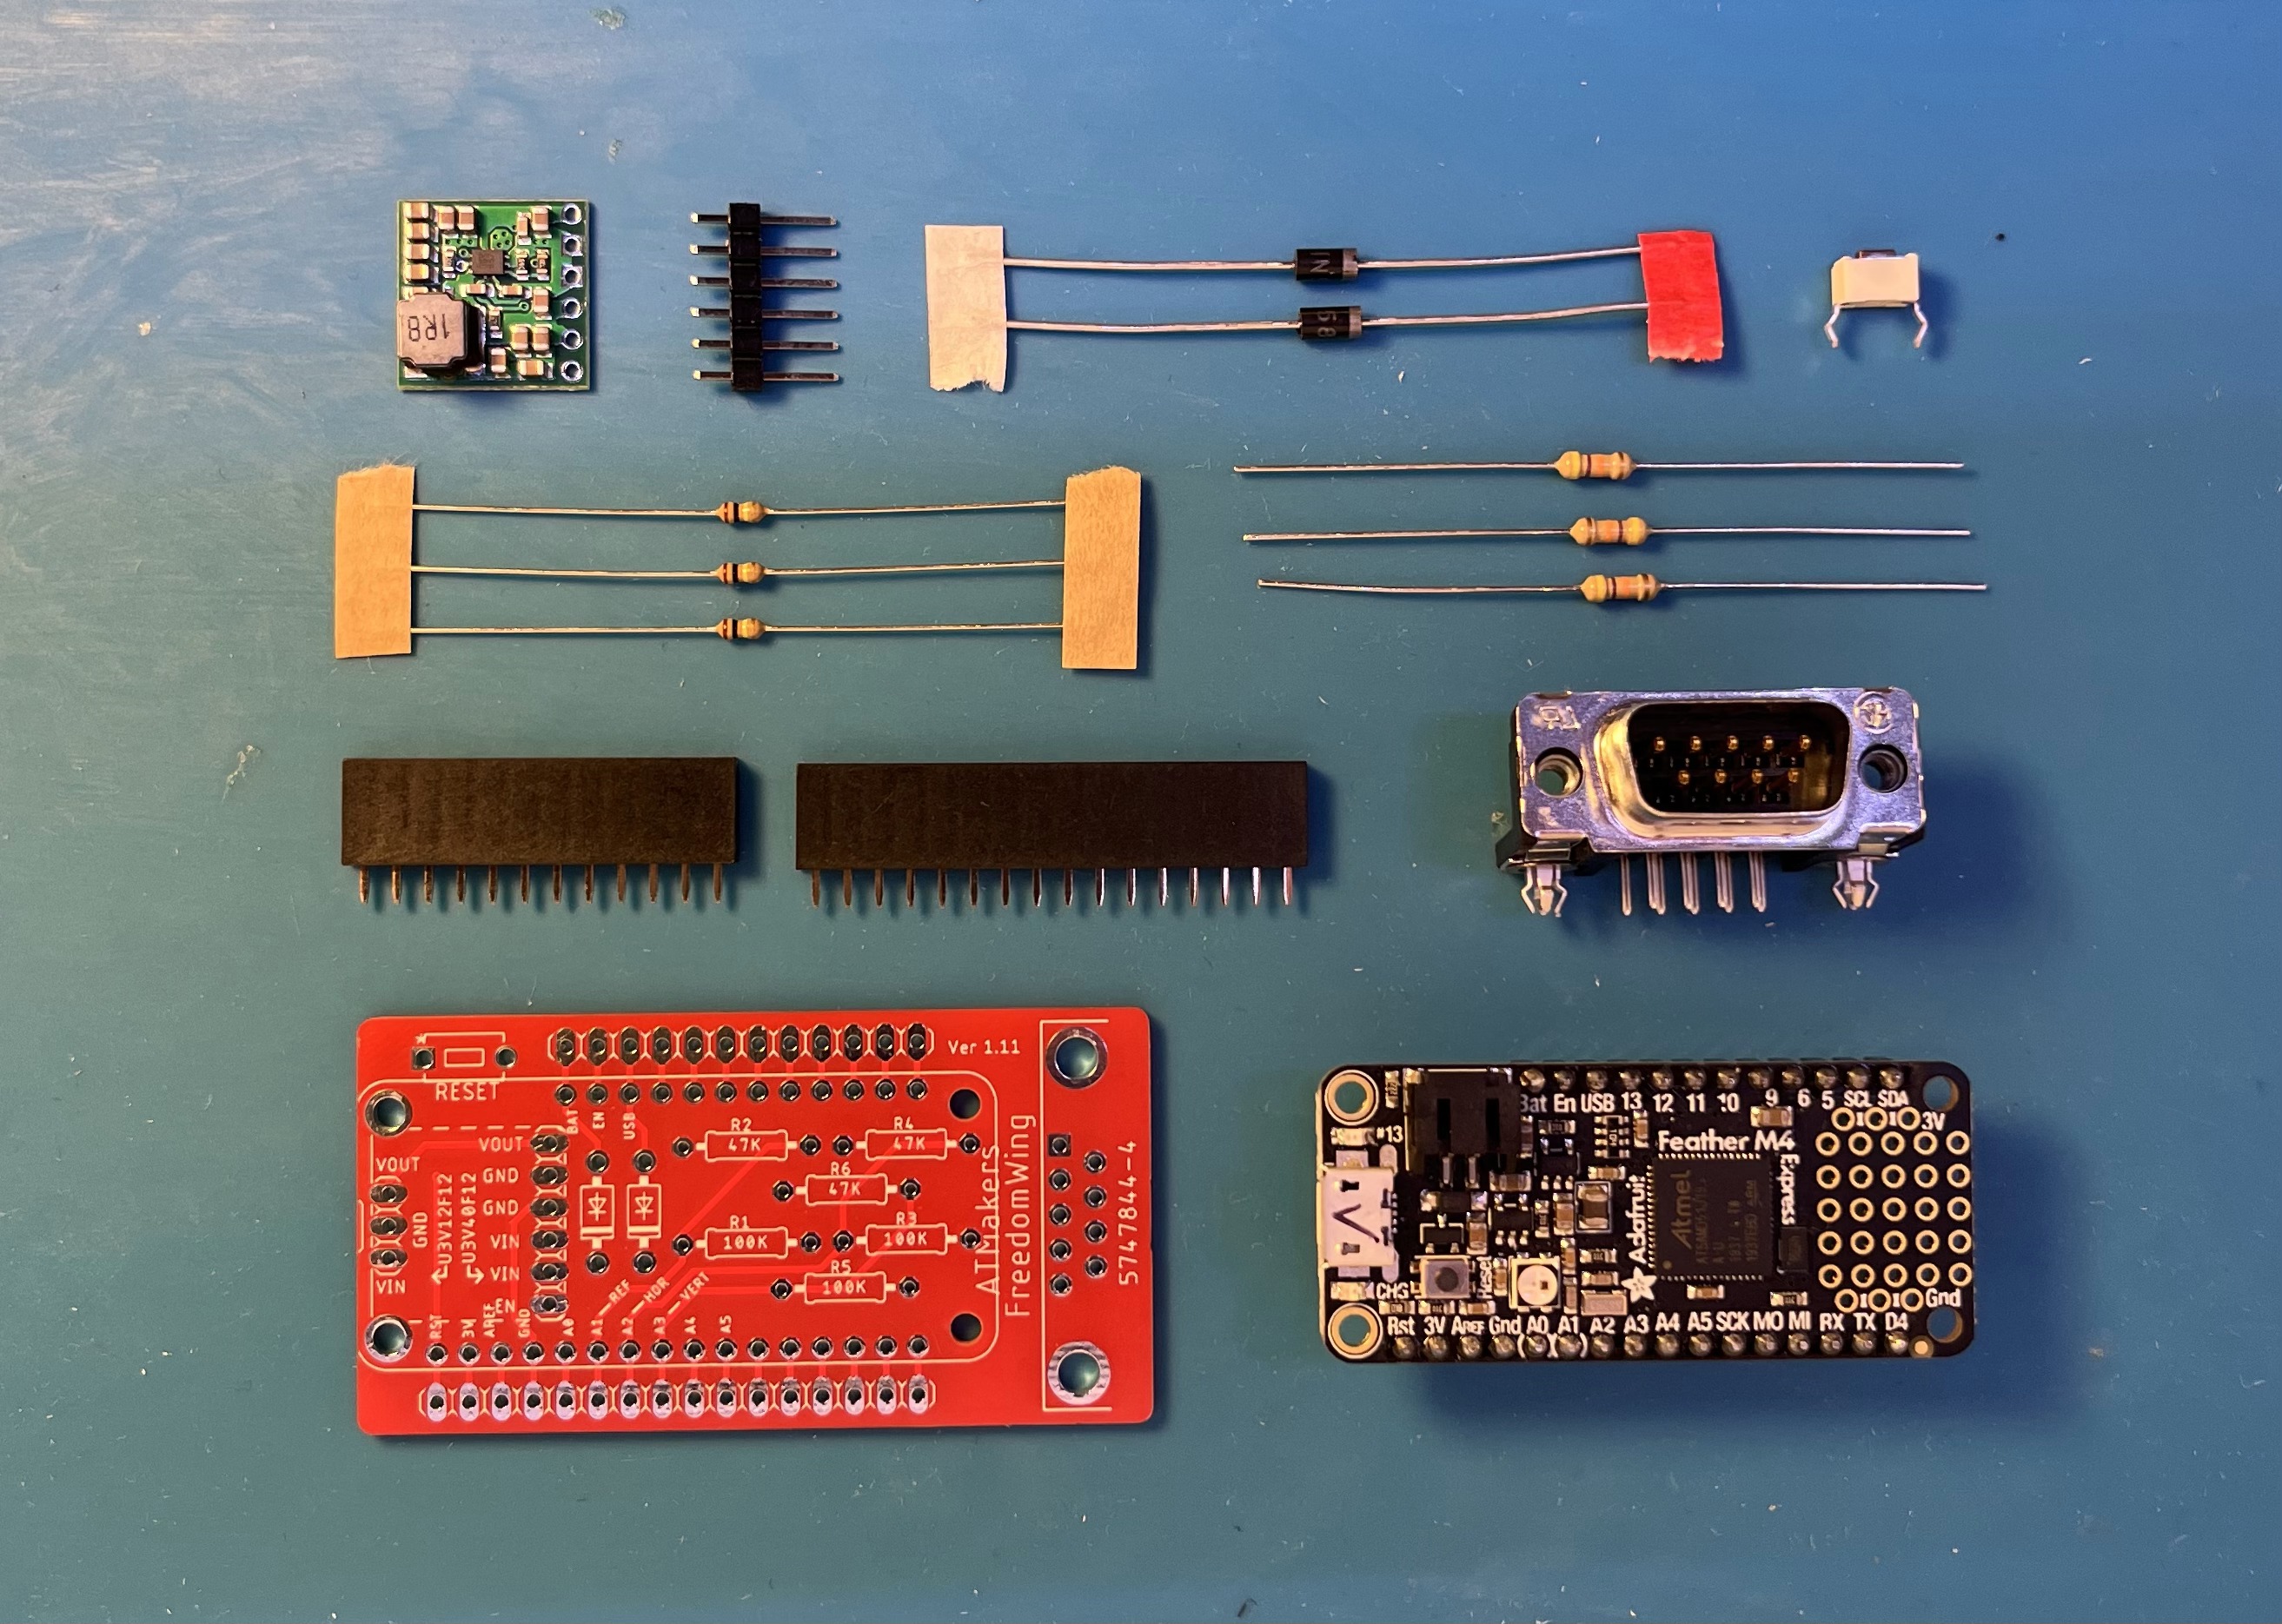 1R8
1N
58
Ver 1.11
RESET
BAT
EN
USB
VOUT
GND
GND
VIN
VIN
EN
VOUT
GND
VIN
U3V12F12
U3V40F12
R2
47K
R4
47K
R6
47K
R1
100K
R3
100K
R5
100K
REF
HOR
VERT
RST
3V
AREF
GND
A0
A1
A2
A3
A4
A5
ATMakers
FreedomWing
5747844-4
Bat En USB 13 12 11 10 9 6 5 SCL SDA
3V
#13
Feather M4
Express
Adafruit
Atmel
CHG
Reset
Gnd
Rst 3V AREF Gnd A0 A1 A2 A3 A4 A5 SCK MO MI RX TX D4